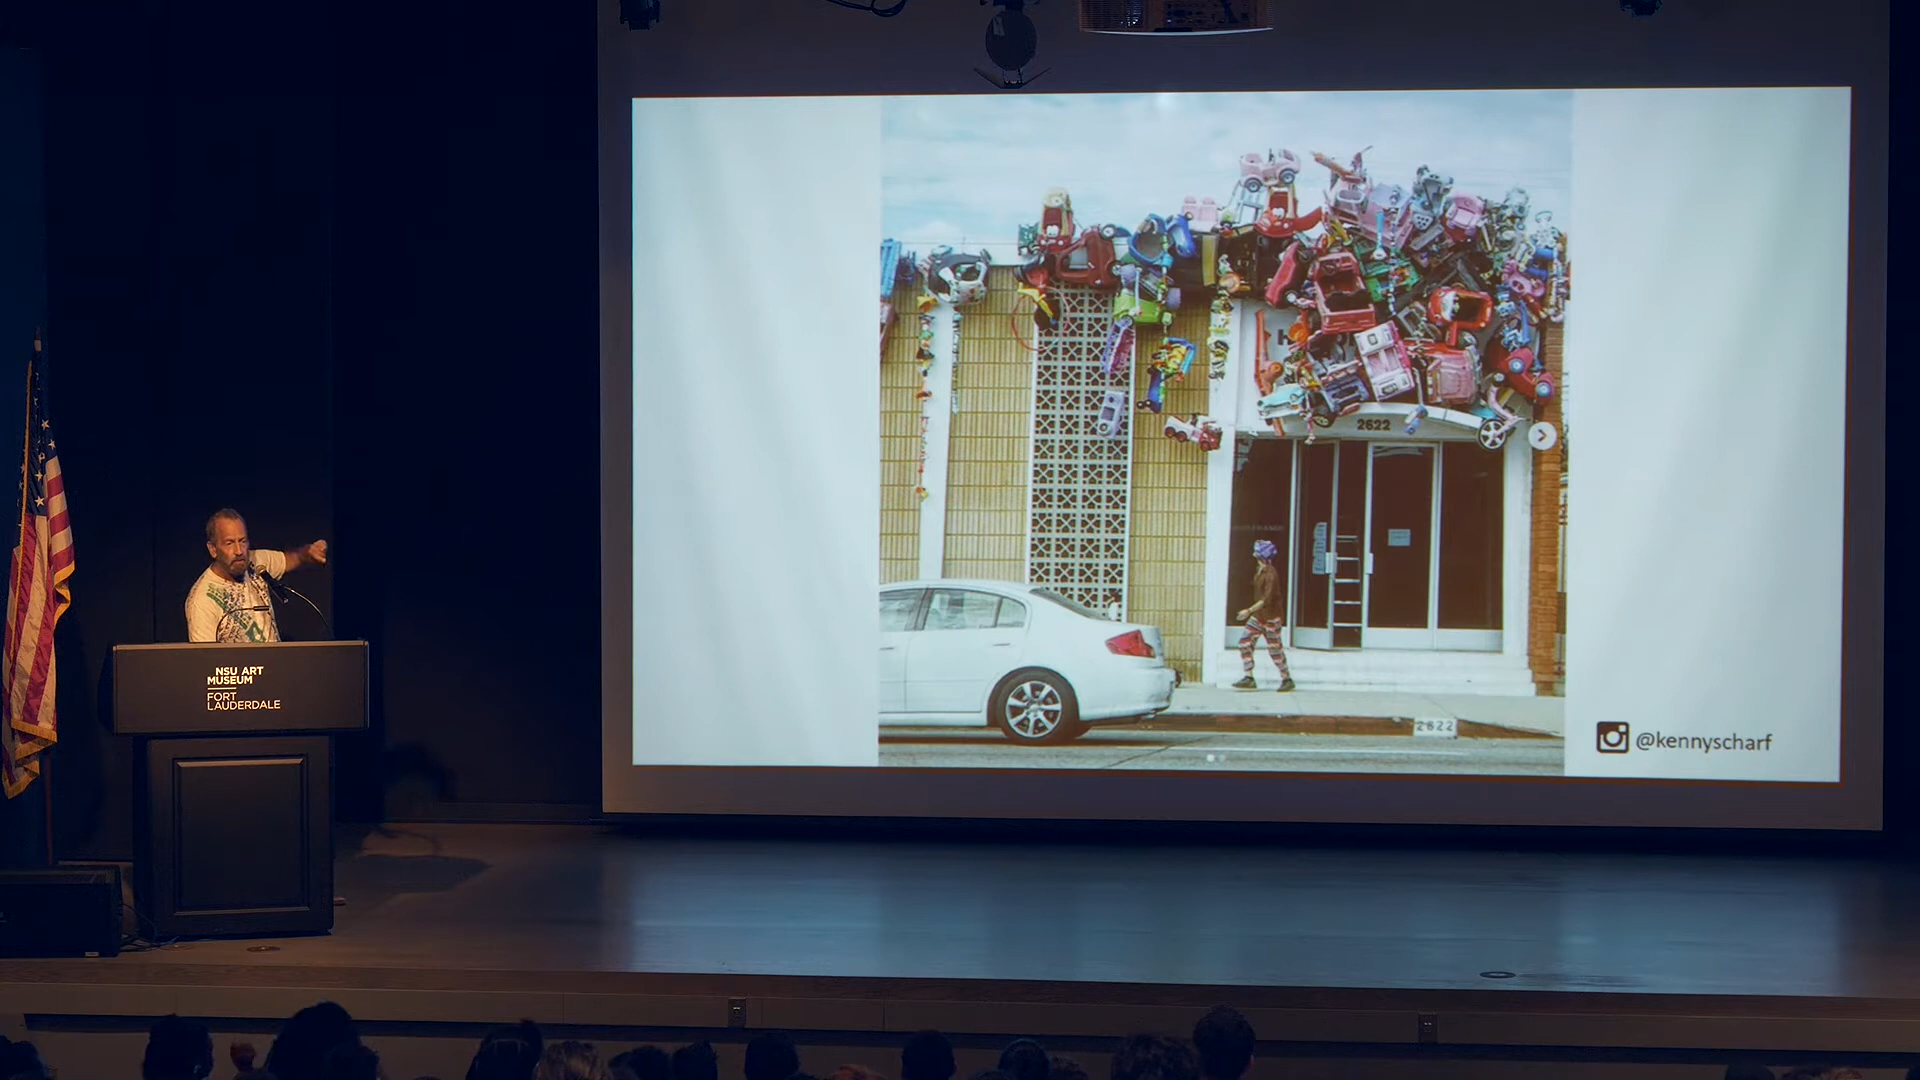 NSU ART
MUSEUM
FORT
LAUDERDALE
2622
2622
@kennyscharf